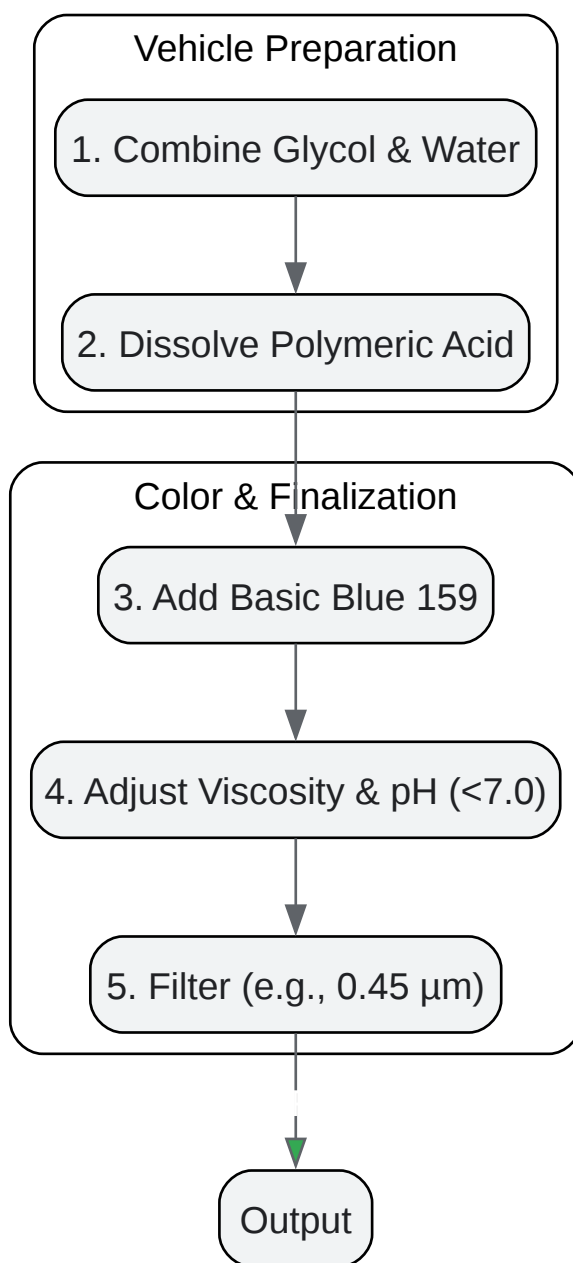 Vehicle Preparation
1. Combine Glycol & Water
2. Dissolve Polymeric Acid
Color & Finalization
3. Add Basic Blue 159
4. Adjust Viscosity & pH (<7.0)
5. Filter (e.g., 0.45 µm)
Output